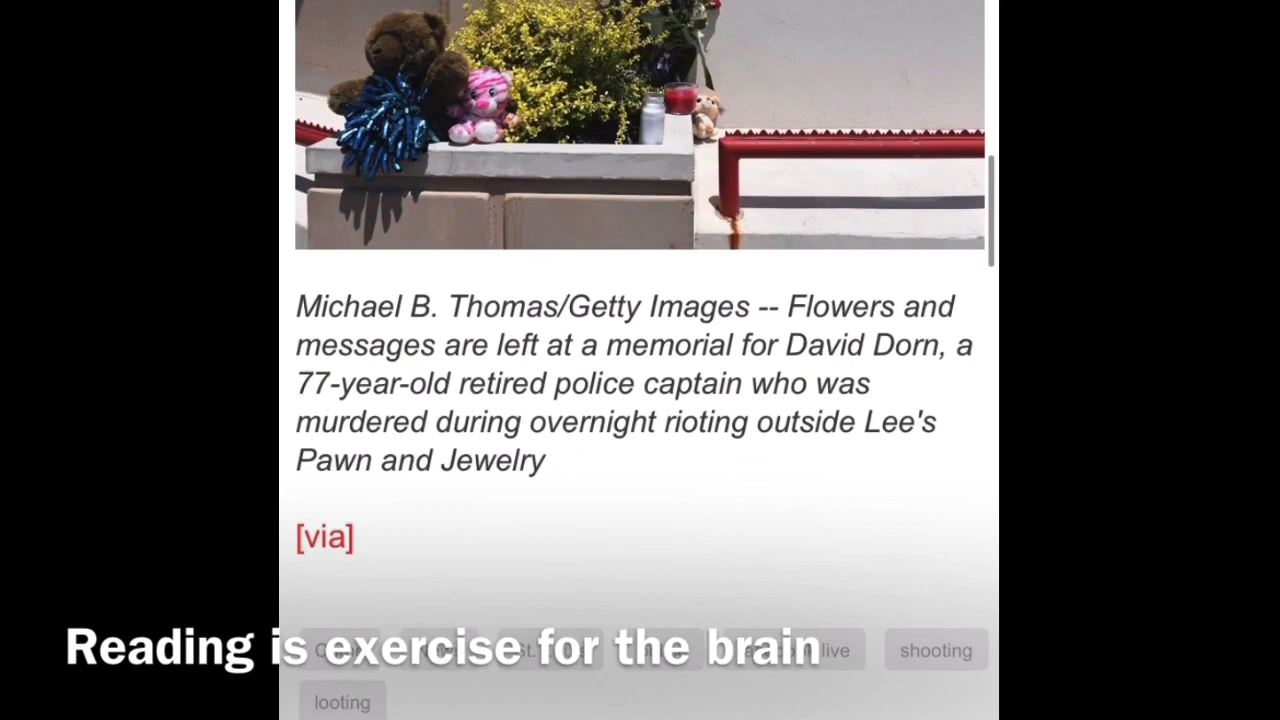 Michael B. Thomas/Getty Images -- Flowers and
messages are left at a memorial for David Dorn, a
77-year-old retired police captain who was
murdered during overnight rioting outside Lee's
Pawn and Jewelry
[via]
Reading is exercise for the brain
live
shooting
looting